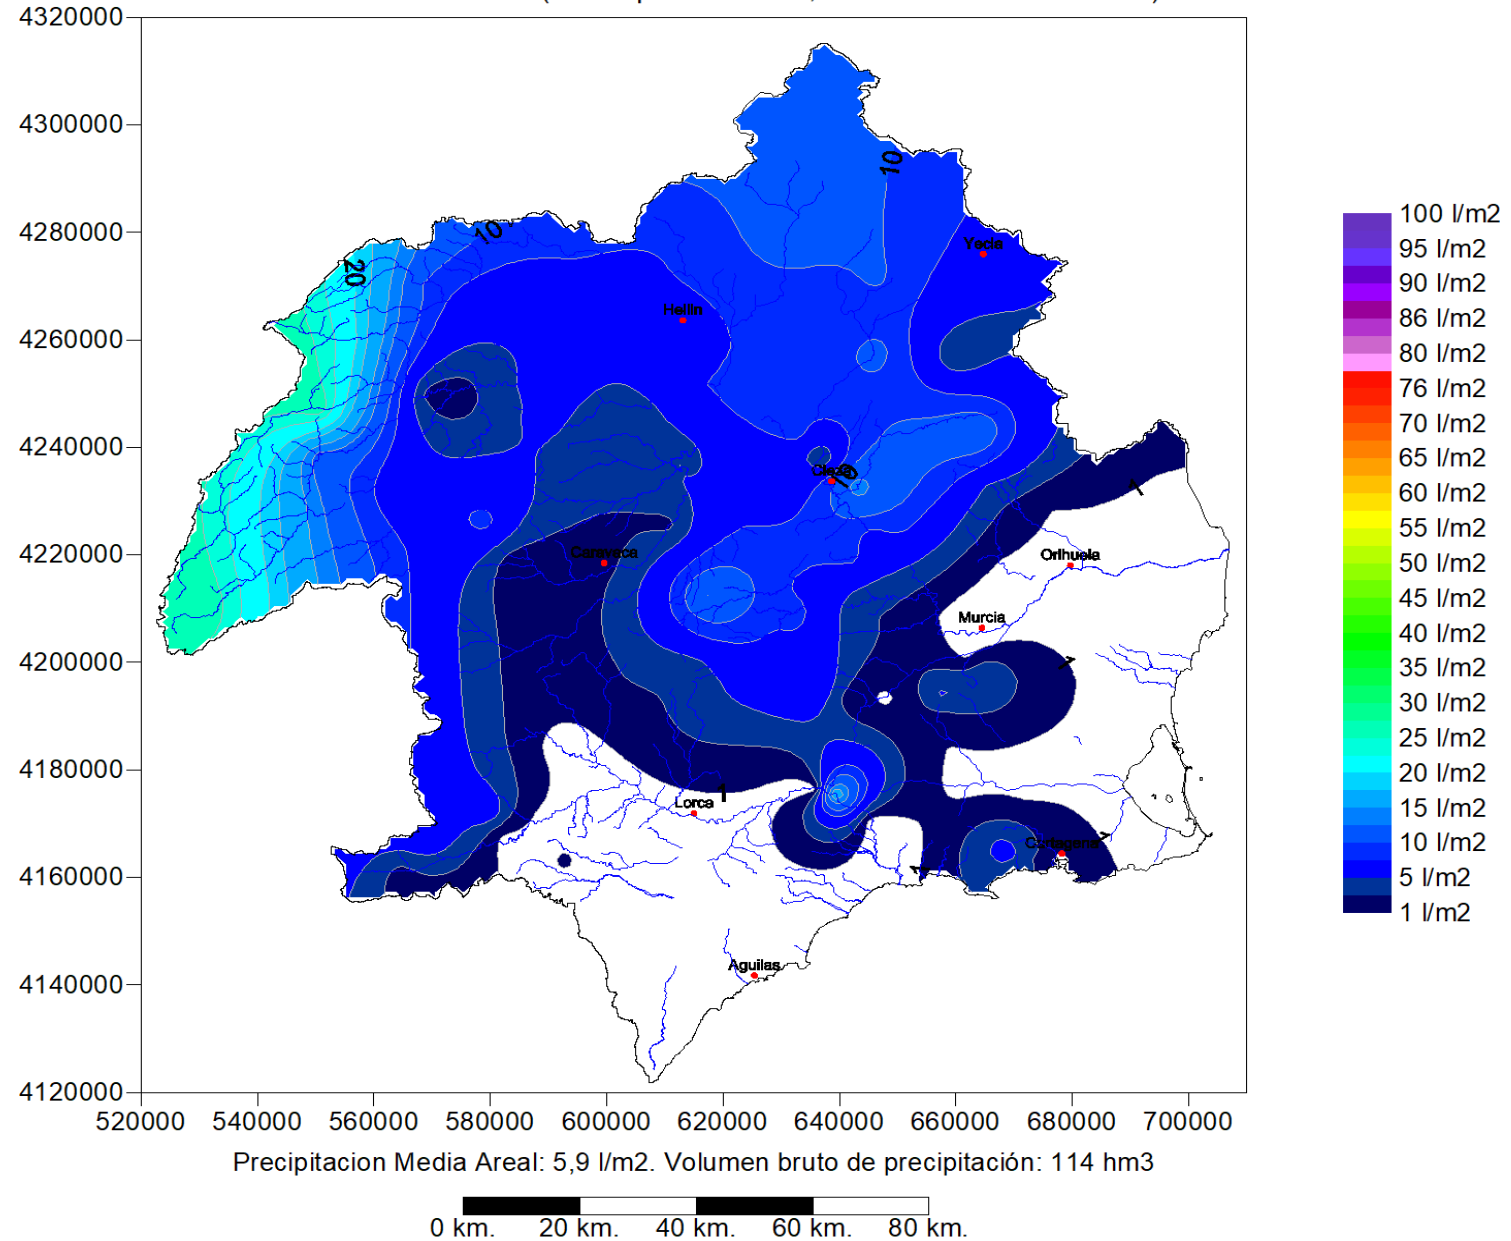 4320000
4300000
4280000
4260000
4240000
4220000
4200000
4180000
4160000
4140000
4120000
520000 540000 560000 580000 600000 620000 640000 660000 680000 700000
10
10
20
Yecla
Hellin
Cieza
10
Caravaca
1
Orihuela
Murcia
1
Lorca
1
Cartagena
Aguilas
100 l/m2
95 l/m2
90 l/m2
86 l/m2
80 l/m2
76 l/m2
70 l/m2
65 l/m2
60 l/m2
55 l/m2
50 l/m2
45 l/m2
40 l/m2
35 l/m2
30 l/m2
25 l/m2
20 l/m2
15 l/m2
10 l/m2
5 l/m2
1 l/m2
Precipitacion Media Areal: 5,9 l/m2. Volumen bruto de precipitación: 114 hm3
0 km. 20 km. 40 km. 60 km. 80 km.